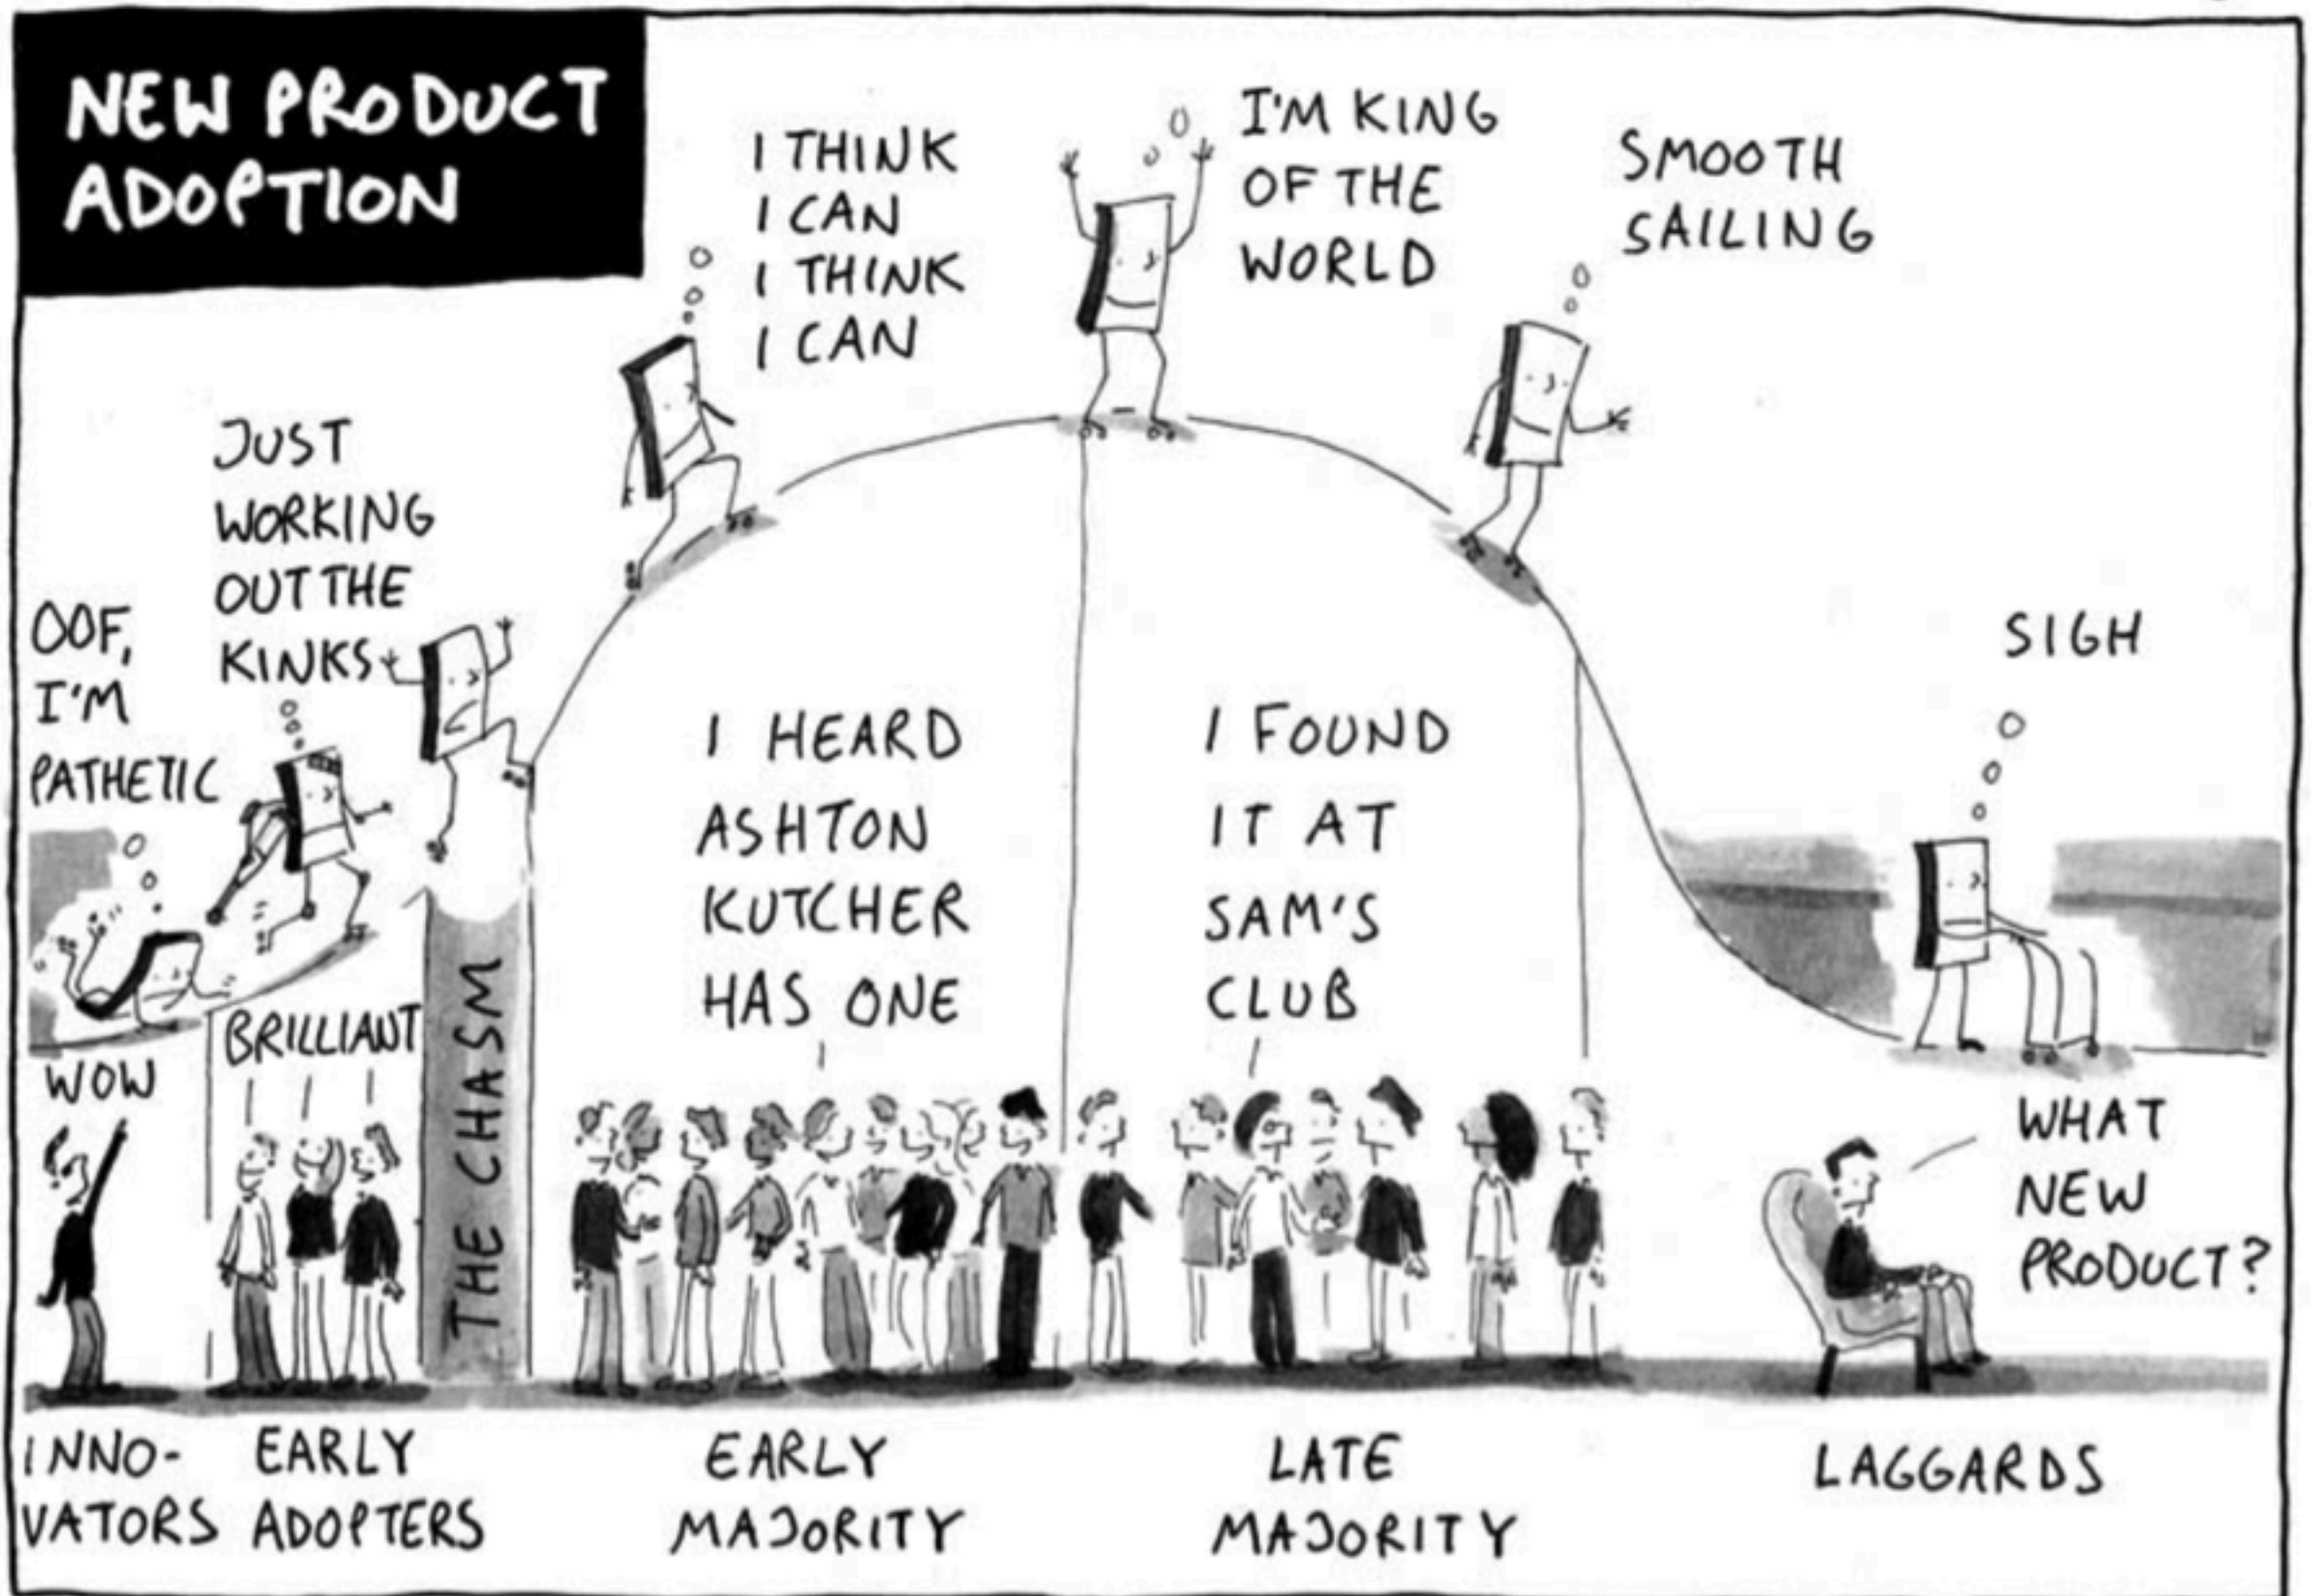 NEW PRODUCT
ADOPTION
OOF,
I'M
PATHETIC
JUST
WORKING
OUT THE
KINKS
I THINK
I CAN
I THINK
I CAN
I'M KING
OF THE
WORLD
SMOOTH
SAILING
SIGH
WOW
BRILLIANT
THE CHASM
I HEARD
ASHTON
KUTCHER
HAS ONE
I FOUND
IT AT
SAM'S
CLUB
WHAT
NEW
PRODUCT?
INNO-
VATORS
EARLY
ADOPTERS
EARLY
MAJORITY
LATE
MAJORITY
LAGGARDS